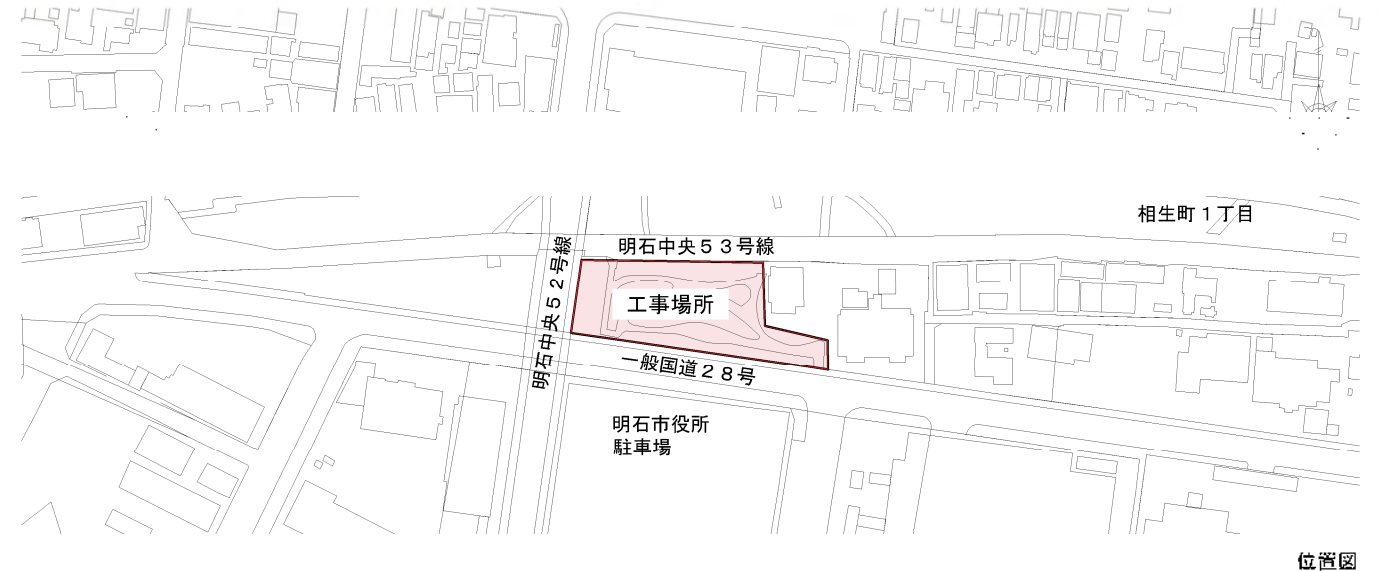 相生町１丁目
明石中央５３号線
明石中央５２号線
工事場所
一般国道２８号
明石市役所
駐車場
位置図